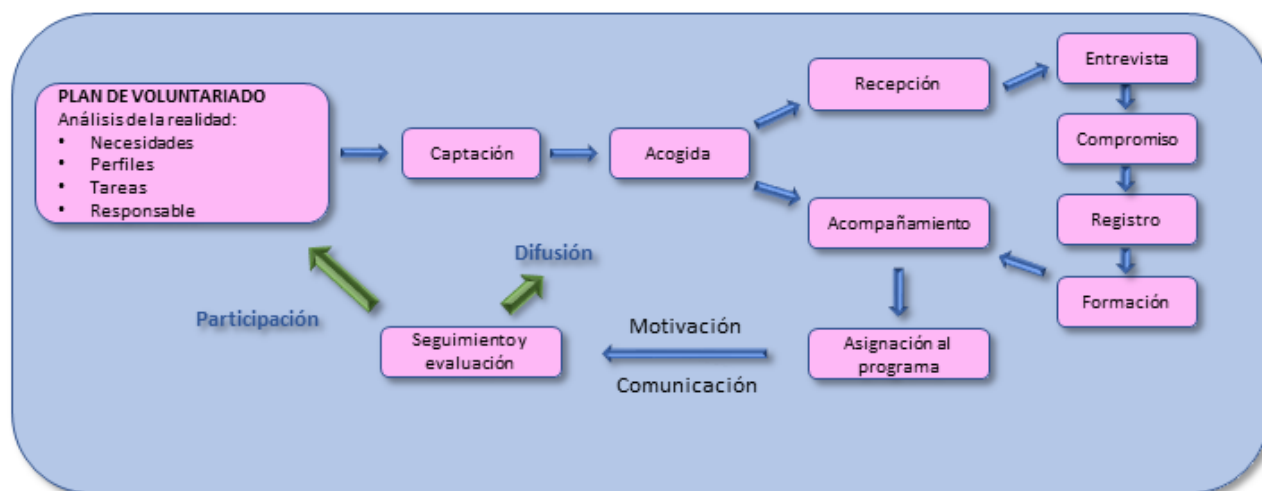 PLAN DE VOLUNTARIADO
Análisis de la realidad:
• Necesidades
• Perfiles
• Tareas
• Responsable
Captación
Acogida
Recepción
Entrevista
Compromiso
Registro
Formación
Acompañamiento
Asignación al
programa
Motivación
Comunicación
Seguimiento y
evaluación
Difusión
Participación